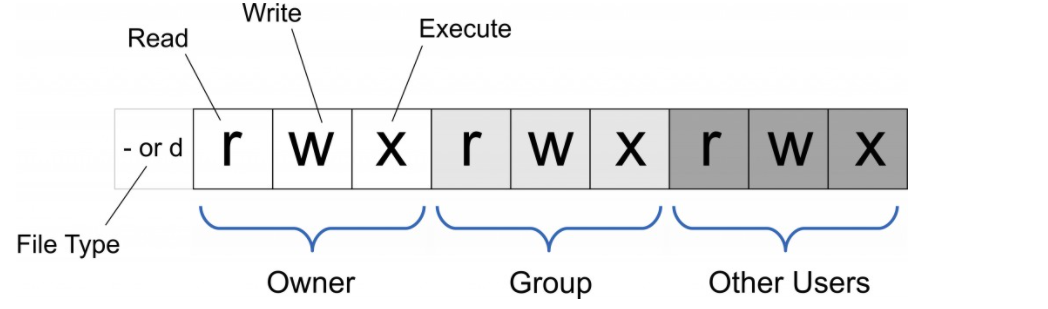 Write
Read
Execute
- or d r w x r w x r w x
File Type
Owner Group Other Users